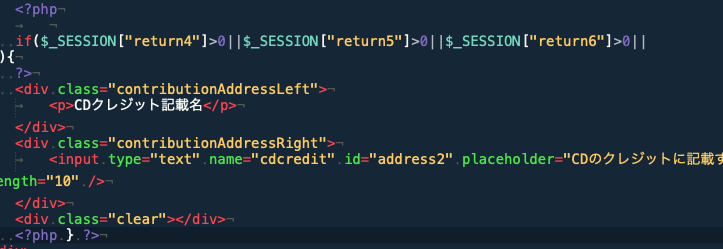 <?php
if($_SESSION["return4"]>0||$_SESSION["return5"]>0||$_SESSION["return6"]>0||
){
?>
<div class="contributionAddressLeft">
<p>CDクレジット記載名</p>
</div>
<div class="contributionAddressRight">
<input type="text" name="cdcredit" id="address2" placeholder="CDのクレジットに記載す
ength="10" />
</div>
<div class="clear"></div>
<?php } ?>